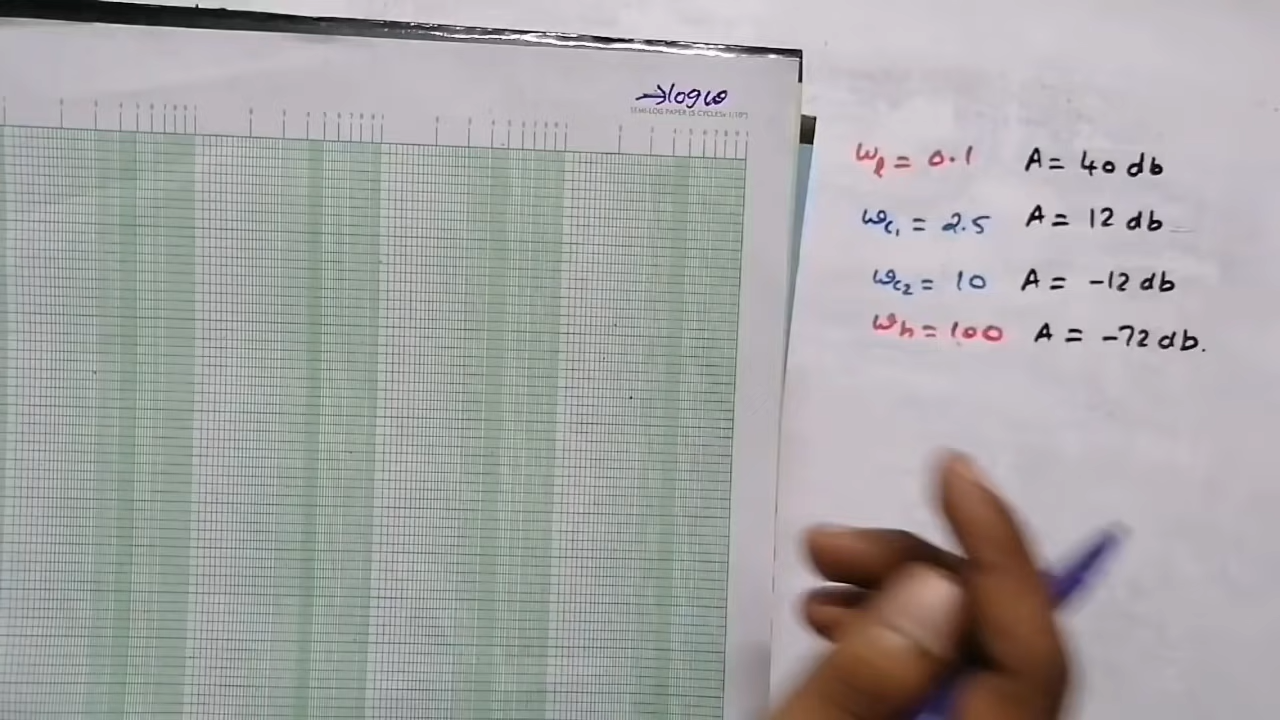 →log ω
SEMI-LOG PAPER (5 CYCLES x 1/10")
ωl = 0.1 A = 40 db
ωc1 = 2.5 A = 12 db
ωc2 = 10 A = -12 db
ωh = 100 A = -72 db.